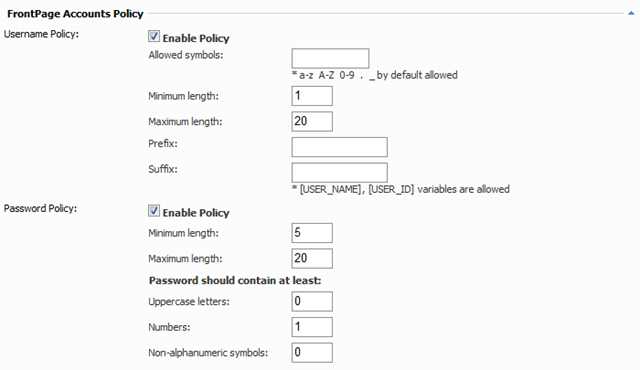 FrontPage Accounts Policy
Username Policy:
Enable Policy
Allowed symbols:
* a-z A-Z 0-9 . _ by default allowed
Minimum length: 1
Maximum length: 20
Prefix:
Suffix:
* [USER_NAME], [USER_ID] variables are allowed
Password Policy:
Enable Policy
Minimum length: 5
Maximum length: 20
Password should contain at least:
Uppercase letters: 0
Numbers: 1
Non-alphanumeric symbols: 0